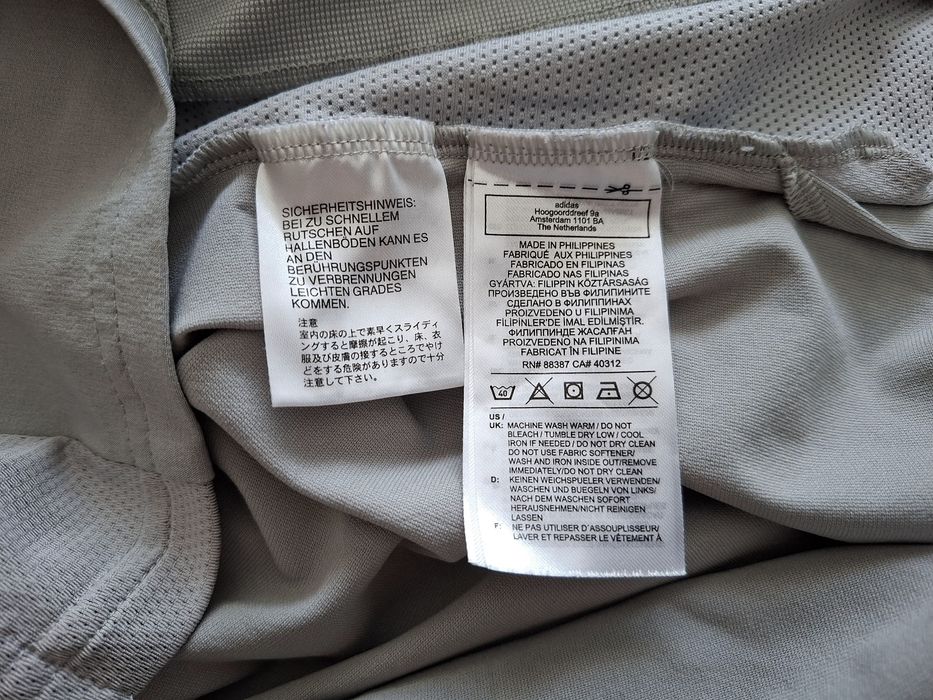 SICHERHEITSHINWEIS:
BEI ZU SCHNELLEM
RUTSCHEN AUF
HALLENBÖDEN KANN ES
AN DEN
BERÜHRUNGSPUNKTEN
ZU VERBRENNUNGEN
LEICHTEN GRADES
KOMMEN.
注意
室内の床の上で素早くスライディ
ングすると摩擦が起こり、床、衣
服及び皮膚の接するところでやけ
どをする危険がありますので十分
注意して下さい。
adidas
Hoogoorddreef 9a
Amsterdam 1101 BA
The Netherlands
MADE IN PHILIPPINES
FABRIQUÉ AUX PHILIPPINES
FABRICADO EN FILIPINAS
FABRICADO NAS FILIPINAS
GYÁRTVA: FILIPPIN KÖZTÁRSASÁG
ПРОИЗВЕДЕНО ВЪВ ФИЛИПИНИТЕ
СДЕЛАНО В ФИЛИППИНАХ
PROIZVEDENO U FILIPINIMA
FİLİPİNLER'DE İMAL EDİLMİŞTİR.
ФИЛИППИНДЕ ЖАСАЛҒАН
PROIZVEDENO NA FILIPINIMA
FABRICAT ÎN FILIPINE
RN# 88387 CA# 40312
40
US /
UK: MACHINE WASH WARM / DO NOT
BLEACH / TUMBLE DRY LOW / COOL
IRON IF NEEDED / DO NOT DRY CLEAN
DO NOT USE FABRIC SOFTENER/
WASH AND IRON INSIDE OUT/REMOVE
IMMEDIATELY/DO NOT DRY CLEAN
D: KEINEN WEICHSPUELER VERWENDEN/
WASCHEN UND BUEGELN VON LINKS/
NACH DEM WASCHEN SOFORT
HERAUSNEHMEN/NICHT REINIGEN
LASSEN
F: NE PAS UTILISER D'ASSOUPLISSEUR/
LAVER ET REPASSER LE VÊTEMENT À